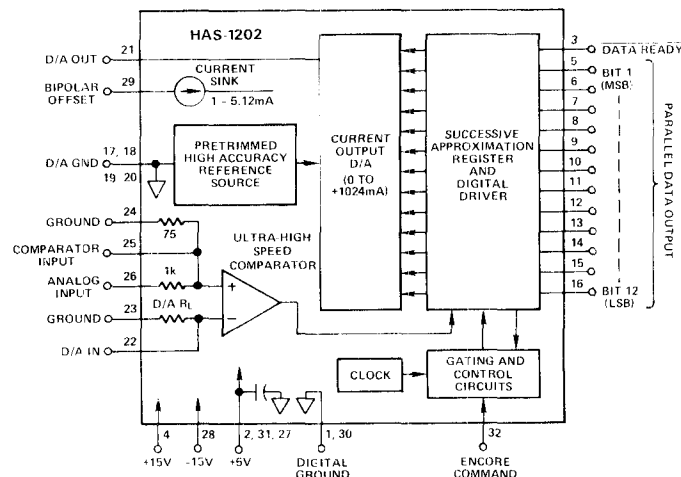 HAS-1202
D/A OUT
21
BIPOLAR
OFFSET
29
CURRENT
SINK
1 - 5.12mA
D/A GND
17, 18
19 20
PRETRIMMED
HIGH ACCURACY
REFERENCE
SOURCE
CURRENT
OUTPUT
D/A
(0 TO
+1024mA)
SUCCESSIVE
APPROXIMATION
REGISTER
AND
DIGITAL
DRIVER
3
DATA READY
5
BIT 1
(MSB)
6
7
8
9
10
11
12
13
14
15
16
BIT 12
(LSB)
PARALLEL DATA OUTPUT
GROUND
24
75
COMPARATOR
INPUT
25
ULTRA-HIGH
SPEED
COMPARATOR
ANALOG
INPUT
26
1k
+
GROUND
23
D/A RL
−
D/A IN
22
CLOCK
GATING AND
CONTROL
CIRCUITS
4
+15V
28
-15V
2, 31, 27
+5V
1, 30
DIGITAL
GROUND
32
ENCORE
COMMAND